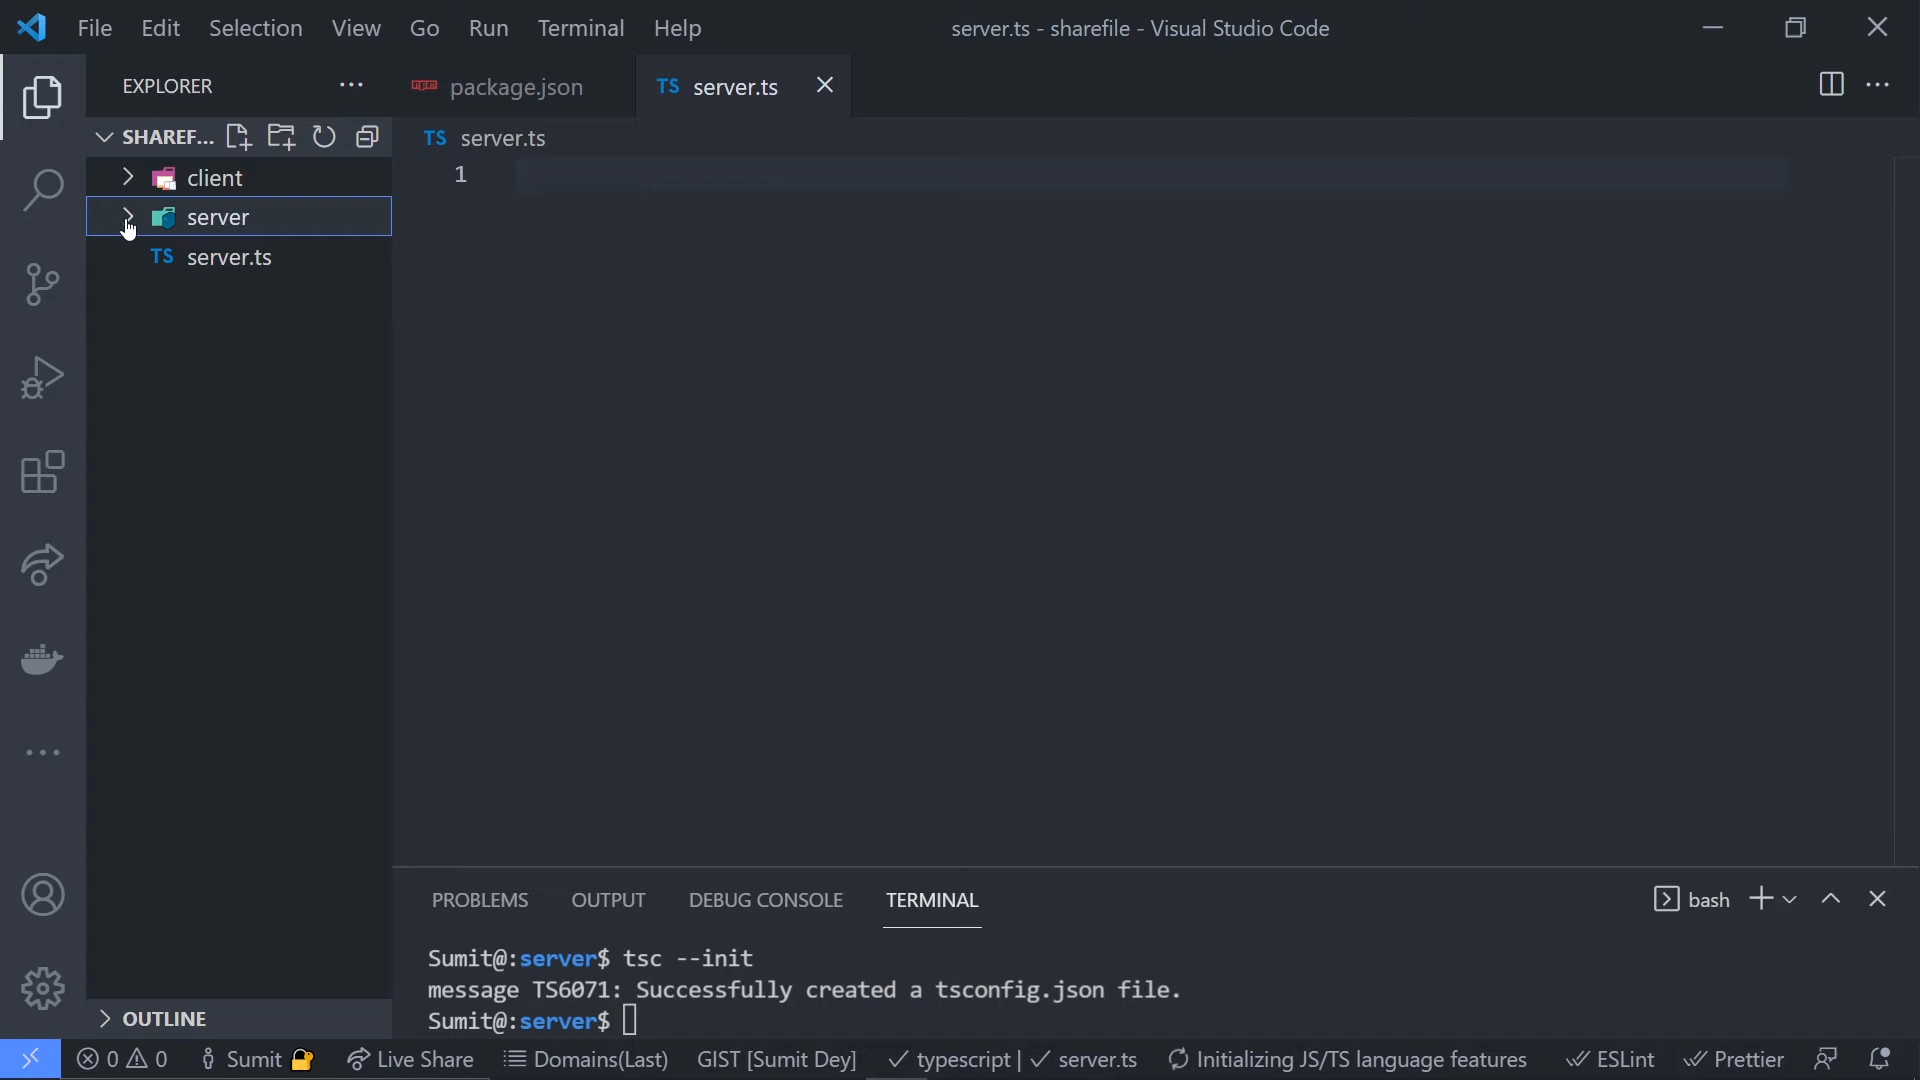 File Edit Selection View Go Run Terminal Help
server.ts - sharefile - Visual Studio Code
EXPLORER
package.json
TS server.ts
SHAREF...
TS server.ts
1
client
server
TS server.ts
PROBLEMS OUTPUT DEBUG CONSOLE TERMINAL
bash
Sumit@:server$ tsc --init
message TS6071: Successfully created a tsconfig.json file.
Sumit@:server$
OUTLINE
0 0 Sumit Live Share Domains(Last) GIST [Sumit Dey] typescript | server.ts Initializing JS/TS language features ESLint Prettier